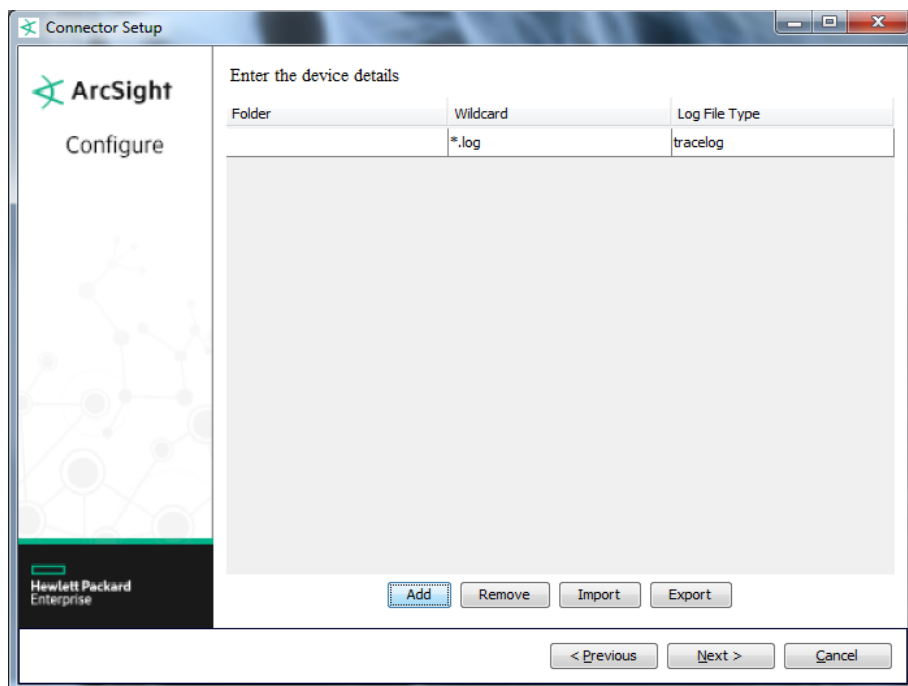 Connector Setup
ArcSight
Configure
Enter the device details
Folder Wildcard Log File Type
*.log tracelog
Add Remove Import Export
Hewlett Packard
Enterprise
< Previous Next > Cancel